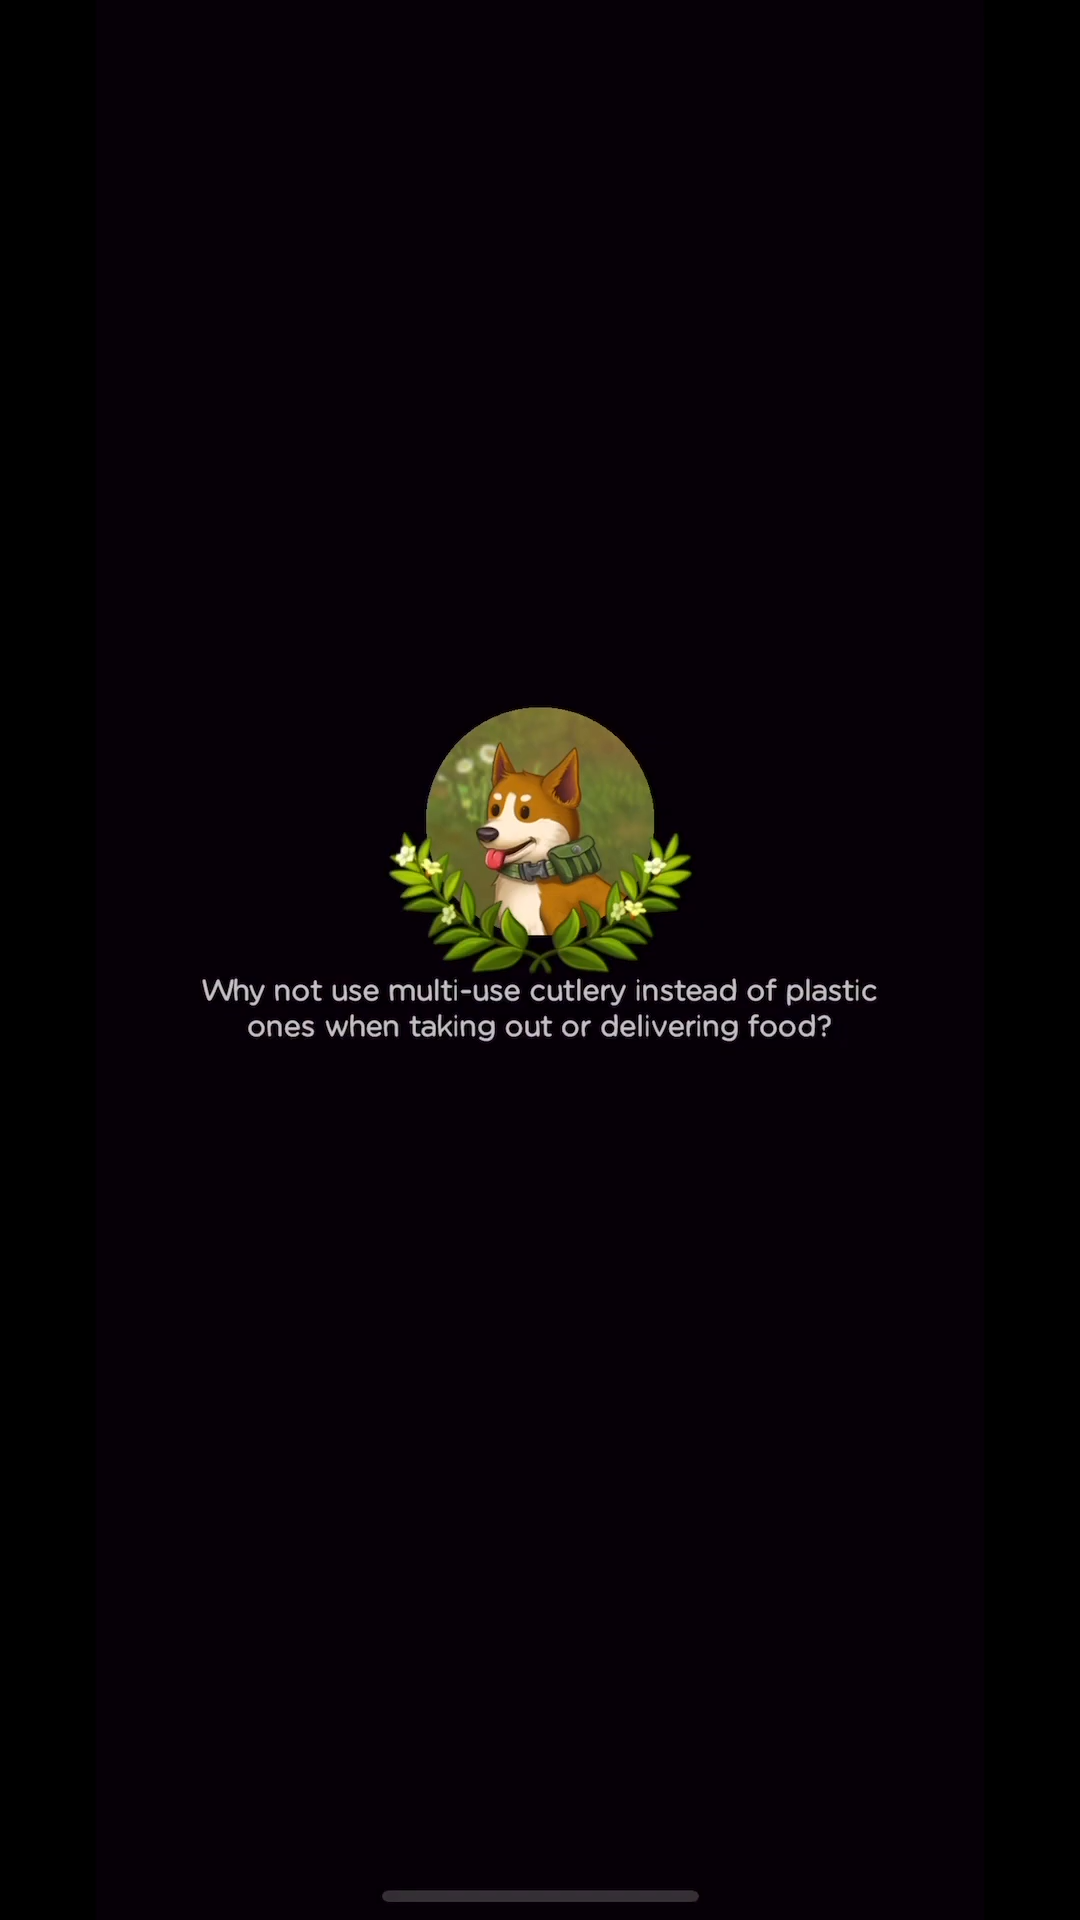 Why not use multi-use cutlery instead of plastic
ones when taking out or delivering food?